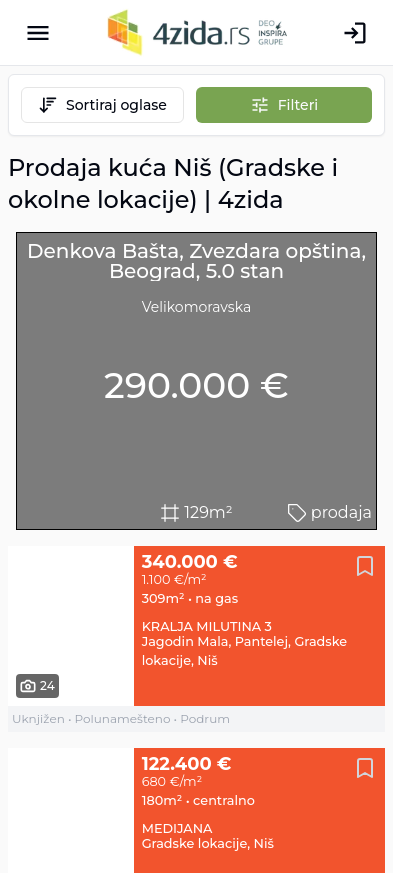 4zida.rs DEO INSPIRA GRUPE
Sortiraj oglase
Filteri
Prodaja kuća Niš (Gradske i
okolne lokacije) | 4zida
Denkova Bašta, Zvezdara opština,
Beograd, 5.0 stan
Velikomoravska
290.000 €
129m² prodaja
340.000 €
1.100 €/m²
309m² • na gas
KRALJA MILUTINA 3
Jagodin Mala, Pantelej, Gradske
lokacije, Niš
24
Uknjižen • Polunamešteno • Podrum
122.400 €
680 €/m²
180m² • centralno
MEDIJANA
Gradske lokacije, Niš